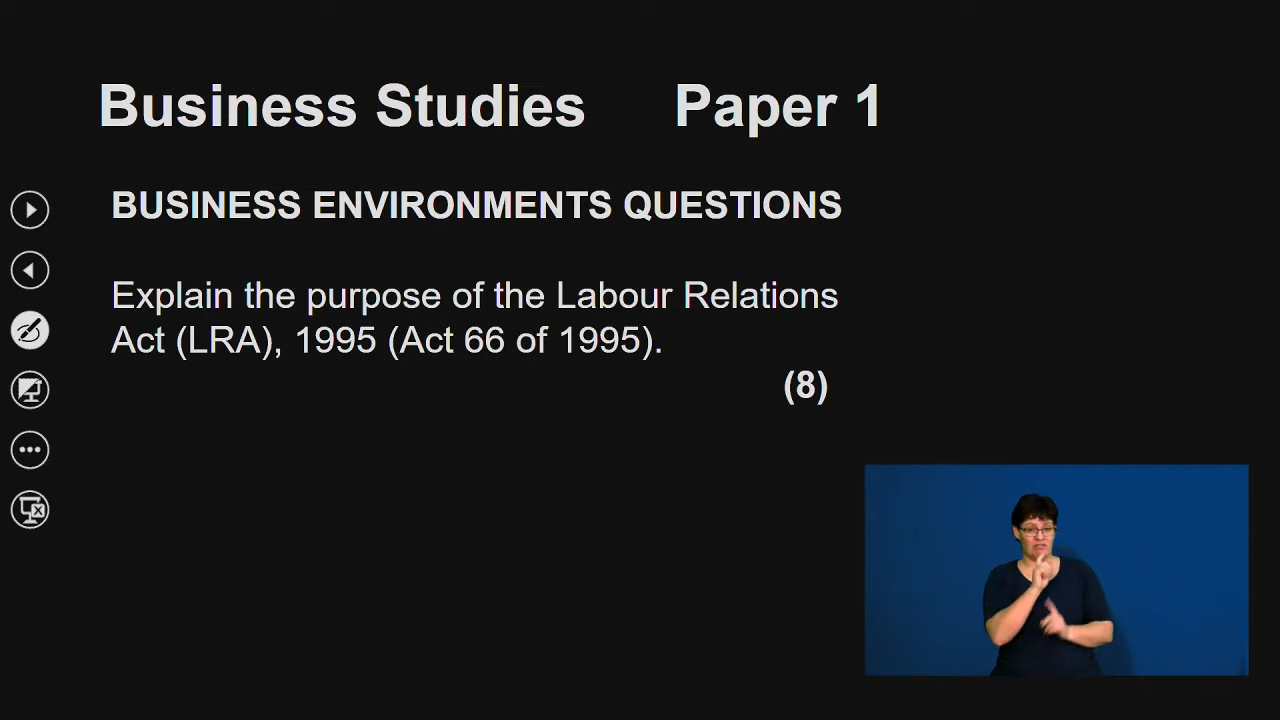 Business Studies Paper 1
BUSINESS ENVIRONMENTS QUESTIONS
Explain the purpose of the Labour Relations
Act (LRA), 1995 (Act 66 of 1995).
(8)